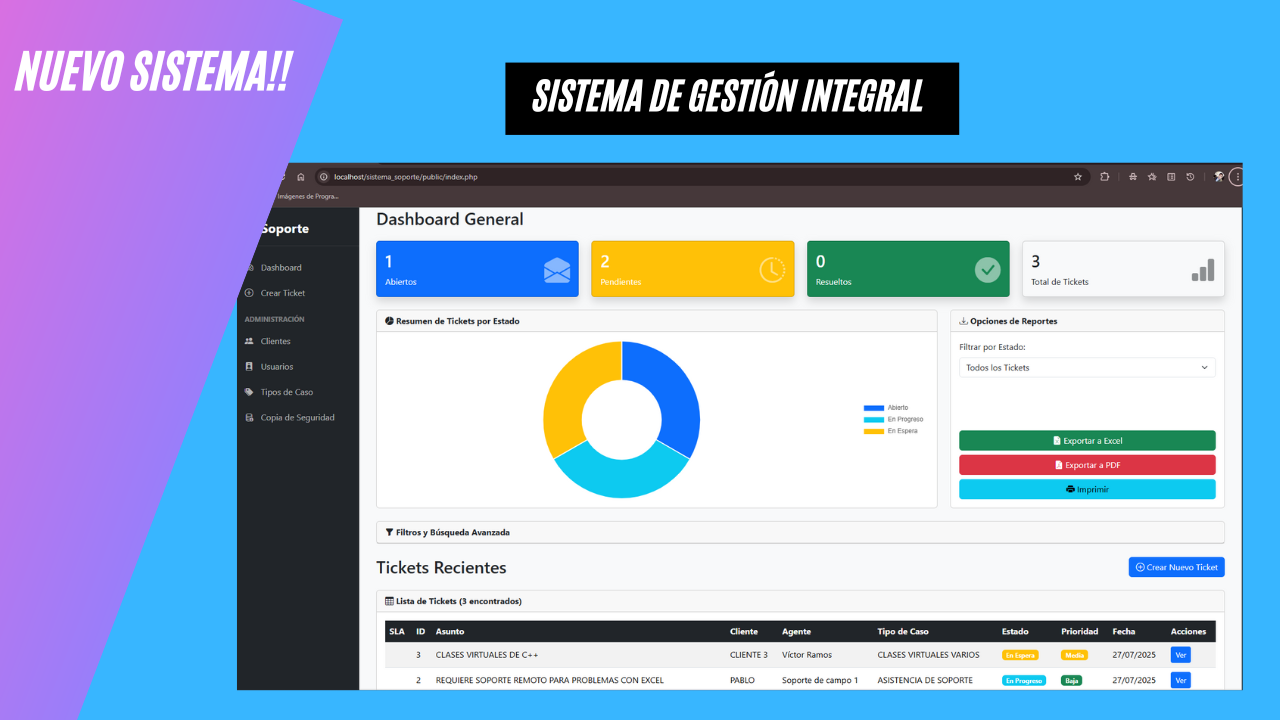 NUEVO SISTEMA!!
SISTEMA DE GESTIÓN INTEGRAL
localhost/sistema_soporte/public/index.php
Imágenes de Progra...
Soporte
Dashboard
Crear Ticket
ADMINISTRACIÓN
Clientes
Usuarios
Tipos de Caso
Copia de Seguridad
Dashboard General
1
Abiertos
2
Pendientes
0
Resueltos
3
Total de Tickets
Resumen de Tickets por Estado
Abierto
En Progreso
En Espera
Opciones de Reportes
Filtrar por Estado:
Todos los Tickets
Exportar a Excel
Exportar a PDF
Imprimir
Filtros y Búsqueda Avanzada
Tickets Recientes
Crear Nuevo Ticket
Lista de Tickets (3 encontrados)
SLA ID Asunto Cliente Agente Tipo de Caso Estado Prioridad Fecha Acciones
3 CLASES VIRTUALES DE C++ CLIENTE 3 Víctor Ramos CLASES VIRTUALES VARIOS En Espera Media 27/07/2025 Ver
2 REQUIERE SOPORTE REMOTO PARA PROBLEMAS CON EXCEL PABLO Soporte de campo 1 ASISTENCIA DE SOPORTE En Progreso Baja 27/07/2025 Ver